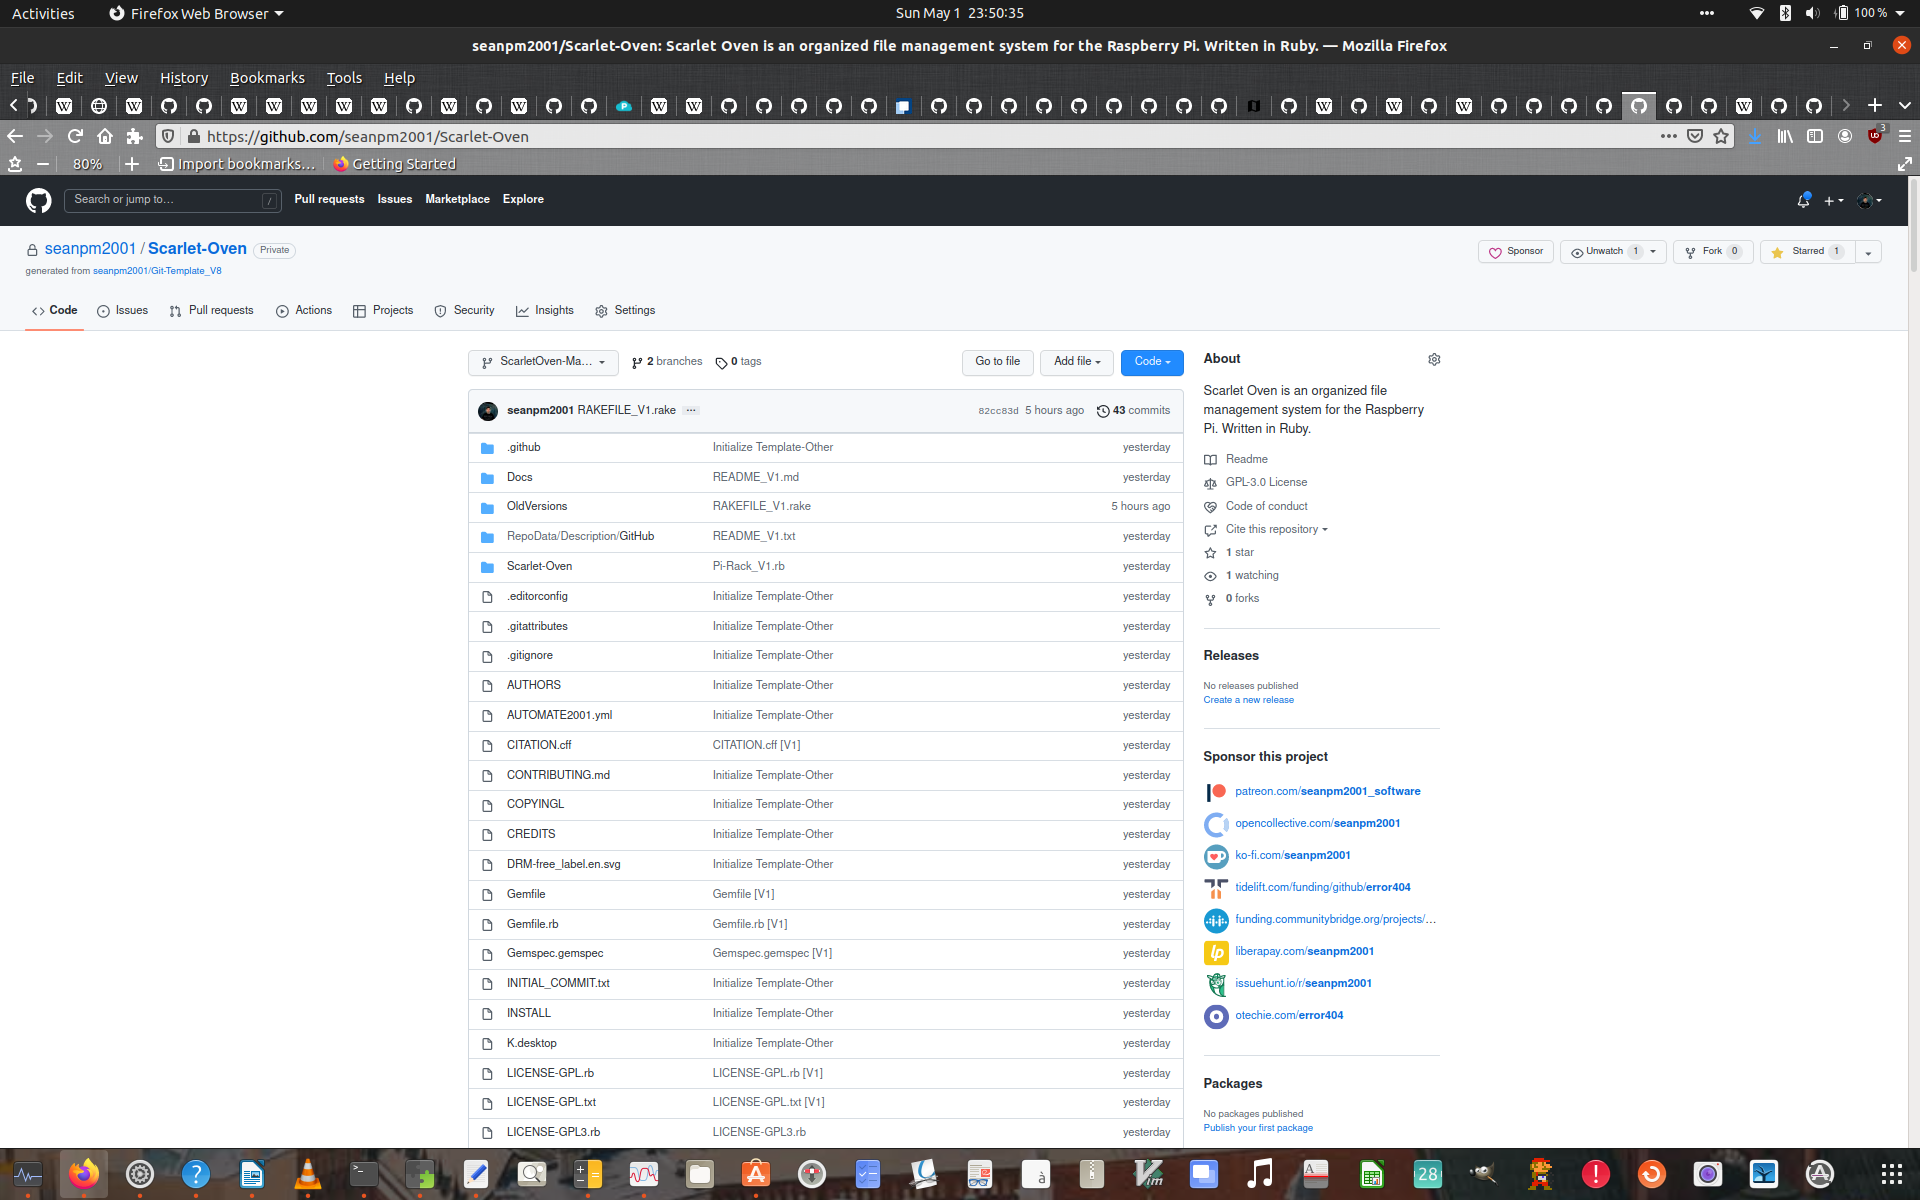 Activities Firefox Web Browser Sun May 1 23:50:35 100 %
seanpm2001/Scarlet-Oven: Scarlet Oven is an organized file management system for the Raspberry Pi. Written in Ruby. — Mozilla Firefox
File Edit View History Bookmarks Tools Help
https://github.com/seanpm2001/Scarlet-Oven 3
80% Import bookmarks... Getting Started
Search or jump to... / Pull requests Issues Marketplace Explore
seanpm2001 / Scarlet-Oven Private Sponsor Unwatch 1 Fork 0 Starred 1
generated from seanpm2001/Git-Template_V8
Code Issues Pull requests Actions Projects Security Insights Settings
ScarletOven-Ma... 2 branches 0 tags Go to file Add file Code
seanpm2001 RAKEFILE_V1.rake ... 82cc83d 5 hours ago 43 commits
.github Initialize Template-Other yesterday
Docs README_V1.md yesterday
OldVersions RAKEFILE_V1.rake 5 hours ago
RepoData/Description/GitHub README_V1.txt yesterday
Scarlet-Oven Pi-Rack_V1.rb yesterday
.editorconfig Initialize Template-Other yesterday
.gitattributes Initialize Template-Other yesterday
.gitignore Initialize Template-Other yesterday
AUTHORS Initialize Template-Other yesterday
AUTOMATE2001.yml Initialize Template-Other yesterday
CITATION.cff CITATION.cff [V1] yesterday
CONTRIBUTING.md Initialize Template-Other yesterday
COPYINGL Initialize Template-Other yesterday
CREDITS Initialize Template-Other yesterday
DRM-free_label.en.svg Initialize Template-Other yesterday
Gemfile Gemfile [V1] yesterday
Gemfile.rb Gemfile.rb [V1] yesterday
Gemspec.gemspec Gemspec.gemspec [V1] yesterday
INITIAL_COMMIT.txt Initialize Template-Other yesterday
INSTALL Initialize Template-Other yesterday
K.desktop Initialize Template-Other yesterday
LICENSE-GPL.rb LICENSE-GPL.rb [V1] yesterday
LICENSE-GPL.txt LICENSE-GPL.txt [V1] yesterday
LICENSE-GPL3.rb LICENSE-GPL3.rb yesterday
About
Scarlet Oven is an organized file
management system for the Raspberry
Pi. Written in Ruby.
Readme
GPL-3.0 License
Code of conduct
Cite this repository
1 star
1 watching
0 forks
Releases
No releases published
Create a new release
Sponsor this project
patreon.com/seanpm2001_software
opencollective.com/seanpm2001
ko-fi.com/seanpm2001
tidelift.com/funding/github/error404
funding.communitybridge.org/projects/...
liberapay.com/seanpm2001
issuehunt.io/r/seanpm2001
otechie.com/error404
Packages
No packages published
Publish your first package
28